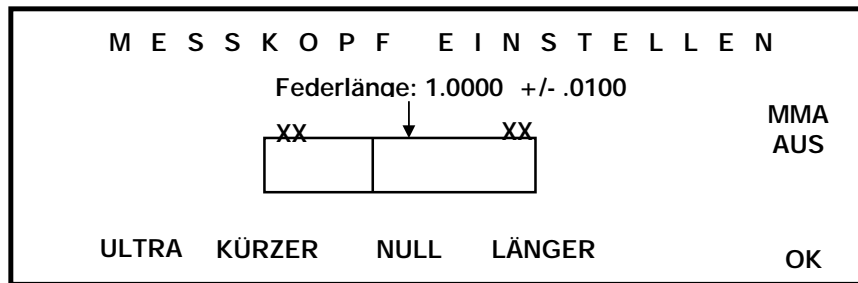 M E S S K O P F E I N S T E L L E N
Federlänge: 1.0000 +/- .0100
XX XX
MMA
AUS
ULTRA KÜRZER NULL LÄNGER
OK